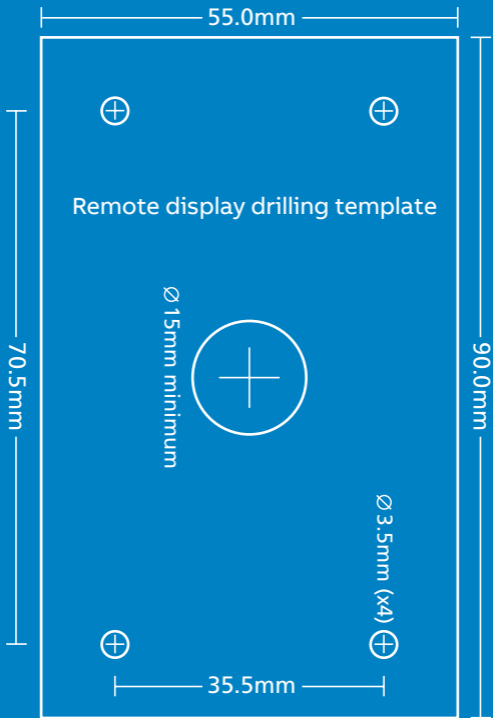 55.0mm
Remote display drilling template
Ø 15mm minimum
70.5mm
90.0mm
Ø 3.5mm (x4)
35.5mm